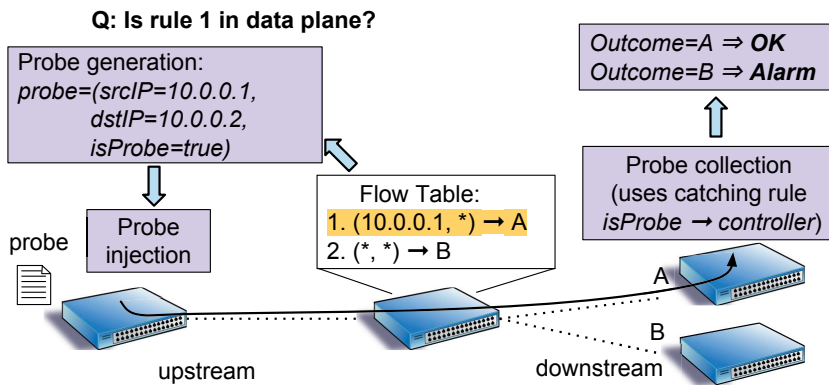 Q: Is rule 1 in data plane?
Probe generation:
probe=(srcIP=10.0.0.1,
dstIP=10.0.0.2,
isProbe=true)
Outcome=A ⇒ OK
Outcome=B ⇒ Alarm
Probe
injection
probe
Flow Table:
1. (10.0.0.1, *) → A
2. (*, *) → B
Probe collection
(uses catching rule
isProbe → controller)
A
B
upstream
downstream